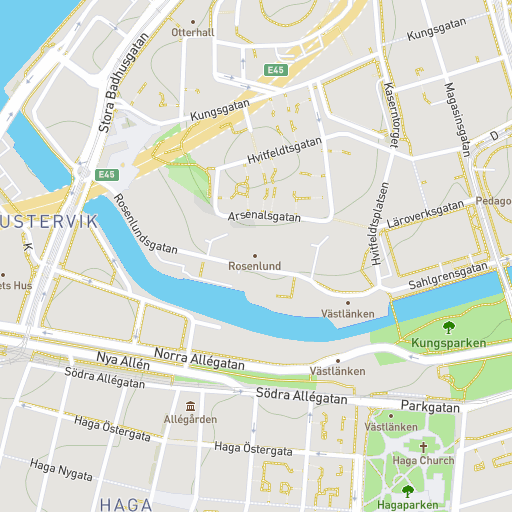 Otterhall
Kungsgatan
Stora Badhusgatan
E45
Kaserntorget
Magasinsgatan
Kungsgatan
D
Hvitfeldtsgatan
E45
Pedago
Rosenlundsgatan
Arsenalsgatan
Hvitfeldtsplatsen
Läroverksgatan
USTERVIK
K
Rosenlund
Sahlgrensgatan
ets Hus
Västlänken
Kungsparken
Nya Allén
Norra Allégatan
Västlänken
Södra Allégatan
Södra Allégatan
Parkgatan
Allégården
Västlänken
Haga Östergata
Haga Östergata
Haga Church
Haga Nygata
HAGA
Hagaparken